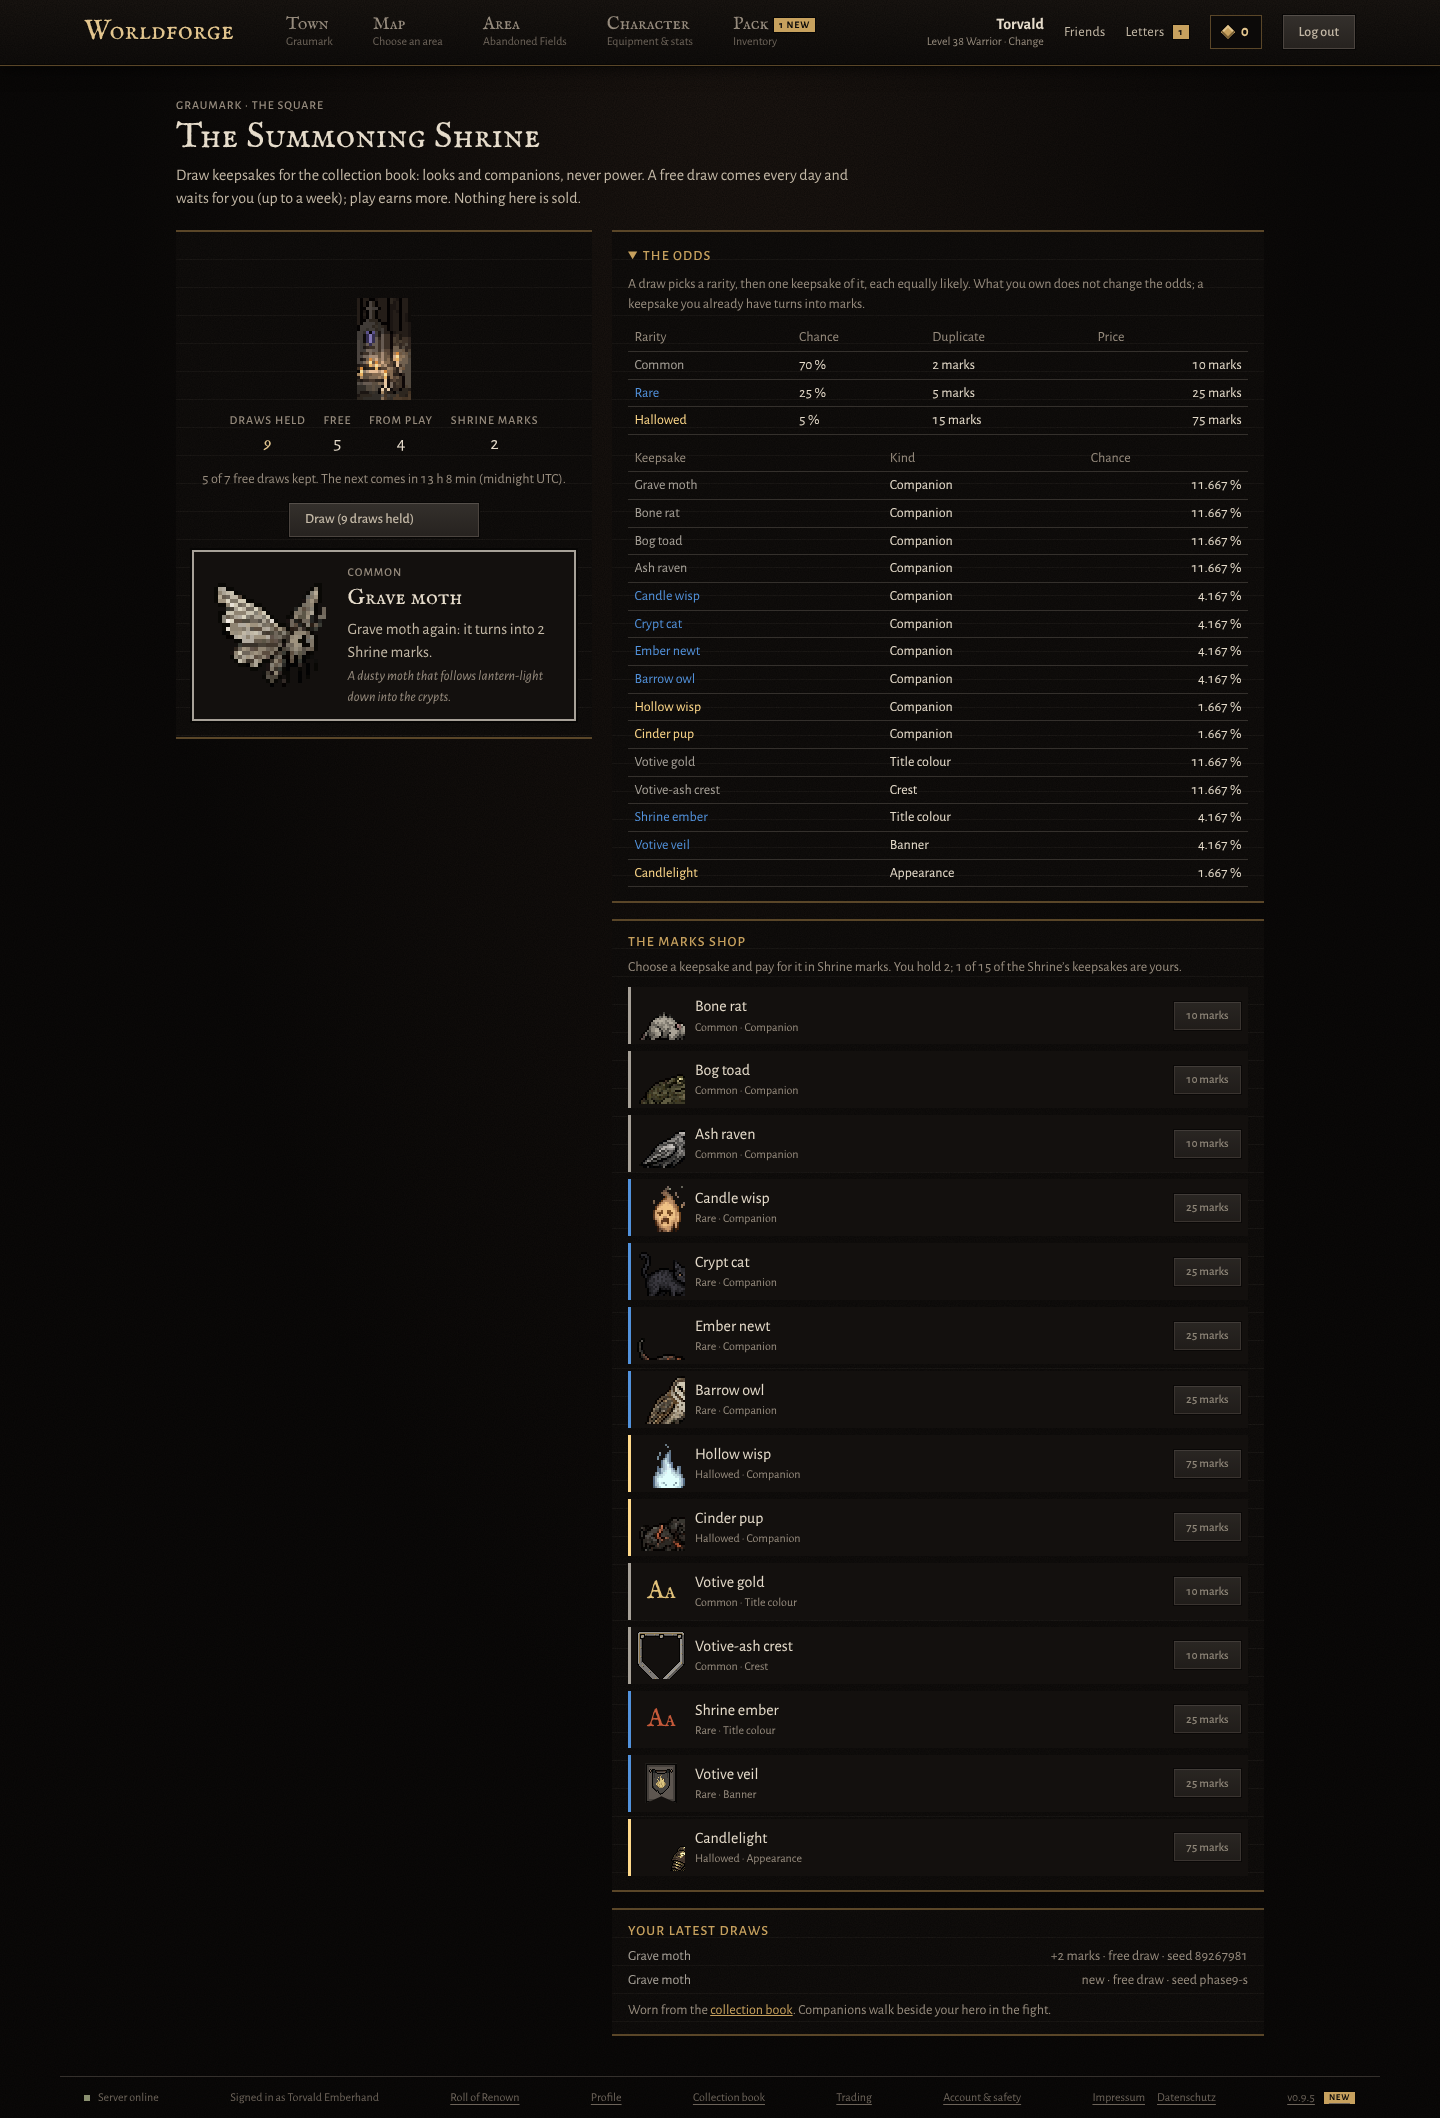 Worldforge
Town
Graumark
Map
Choose an area
Area
Abandoned Fields
Character
Equipment & stats
Pack 1 NEW
Inventory
Torvald
Level 38 Warrior · Change
Friends
Letters 1
0
Log out
GRAUMARK · THE SQUARE
The Summoning Shrine
Draw keepsakes for the collection book: looks and companions, never power. A free draw comes every day and
waits for you (up to a week); play earns more. Nothing here is sold.
DRAWS HELD FREE FROM PLAY SHRINE MARKS
9 5 4 2
5 of 7 free draws kept. The next comes in 13 h 8 min (midnight UTC).
Draw (9 draws held)
COMMON
Grave moth
Grave moth again: it turns into 2
Shrine marks.
A dusty moth that follows lantern-light
down into the crypts.
▼ THE ODDS
A draw picks a rarity, then one keepsake of it, each equally likely. What you own does not change the odds; a
keepsake you already have turns into marks.
Rarity Chance Duplicate Price
Common 70 % 2 marks 10 marks
Rare 25 % 5 marks 25 marks
Hallowed 5 % 15 marks 75 marks
Keepsake Kind Chance
Grave moth Companion 11.667 %
Bone rat Companion 11.667 %
Bog toad Companion 11.667 %
Ash raven Companion 11.667 %
Candle wisp Companion 4.167 %
Crypt cat Companion 4.167 %
Ember newt Companion 4.167 %
Barrow owl Companion 4.167 %
Hollow wisp Companion 1.667 %
Cinder pup Companion 1.667 %
Votive gold Title colour 11.667 %
Votive-ash crest Crest 11.667 %
Shrine ember Title colour 4.167 %
Votive veil Banner 4.167 %
Candlelight Appearance 1.667 %
THE MARKS SHOP
Choose a keepsake and pay for it in Shrine marks. You hold 2; 1 of 15 of the Shrine's keepsakes are yours.
Bone rat
Common · Companion
10 marks
Bog toad
Common · Companion
10 marks
Ash raven
Common · Companion
10 marks
Candle wisp
Rare · Companion
25 marks
Crypt cat
Rare · Companion
25 marks
Ember newt
Rare · Companion
25 marks
Barrow owl
Rare · Companion
25 marks
Hollow wisp
Hallowed · Companion
75 marks
Cinder pup
Hallowed · Companion
75 marks
Aa
Votive gold
Common · Title colour
10 marks
Votive-ash crest
Common · Crest
10 marks
Aa
Shrine ember
Rare · Title colour
25 marks
Votive veil
Rare · Banner
25 marks
Candlelight
Hallowed · Appearance
75 marks
YOUR LATEST DRAWS
Grave moth +2 marks · free draw · seed 89267981
Grave moth new · free draw · seed phase9-s
Worn from the collection book. Companions walk beside your hero in the fight.
Server online Signed in as Torvald Emberhand Roll of Renown Profile Collection book Trading Account & safety Impressum Datenschutz v0.9.5 NEW